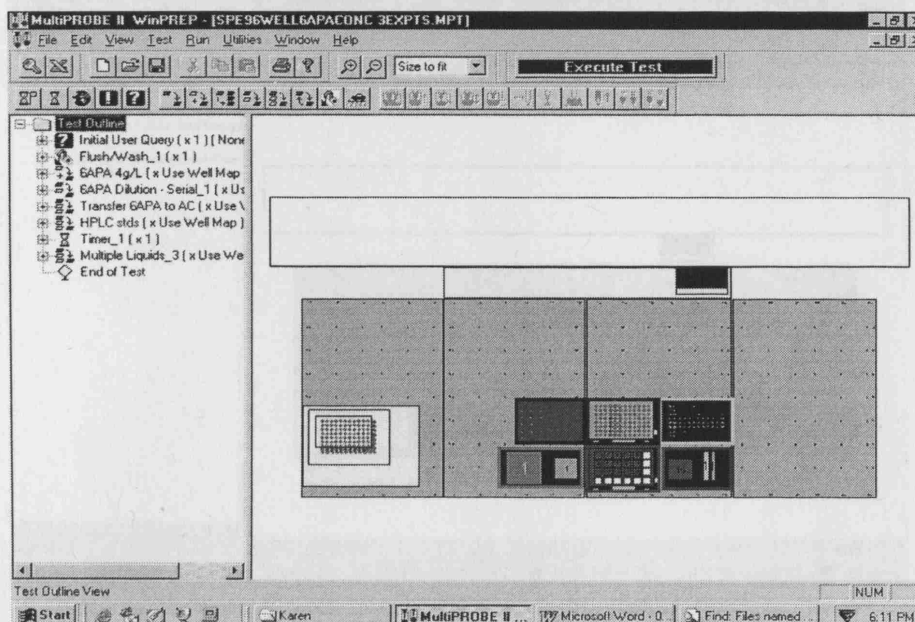 MultiPROBE II WinPREP - [SPE96WELL6APACONC 3EXPTS.MPT]
File Edit View Test Run Utilities Window Help
Size to fit
Execute Test
Test Outline
Initial User Query ( x 1 ) [ None
Flush/Wash_1 ( x 1 )
6APA 4g/L ( x Use Well Map
6APA Dilution - Serial_1 ( x Us
Transfer 6APA to AC ( x Use V
HPLC stds ( x Use Well Map )
Timer_1 ( x 1 )
Multiple Liquids_3 ( x Use We
End of Test
Test Outline View
NUM
Start
Karen
MultiPROBE II ...
Microsoft Word - 0...
Find: Files named ...
6:11 PM